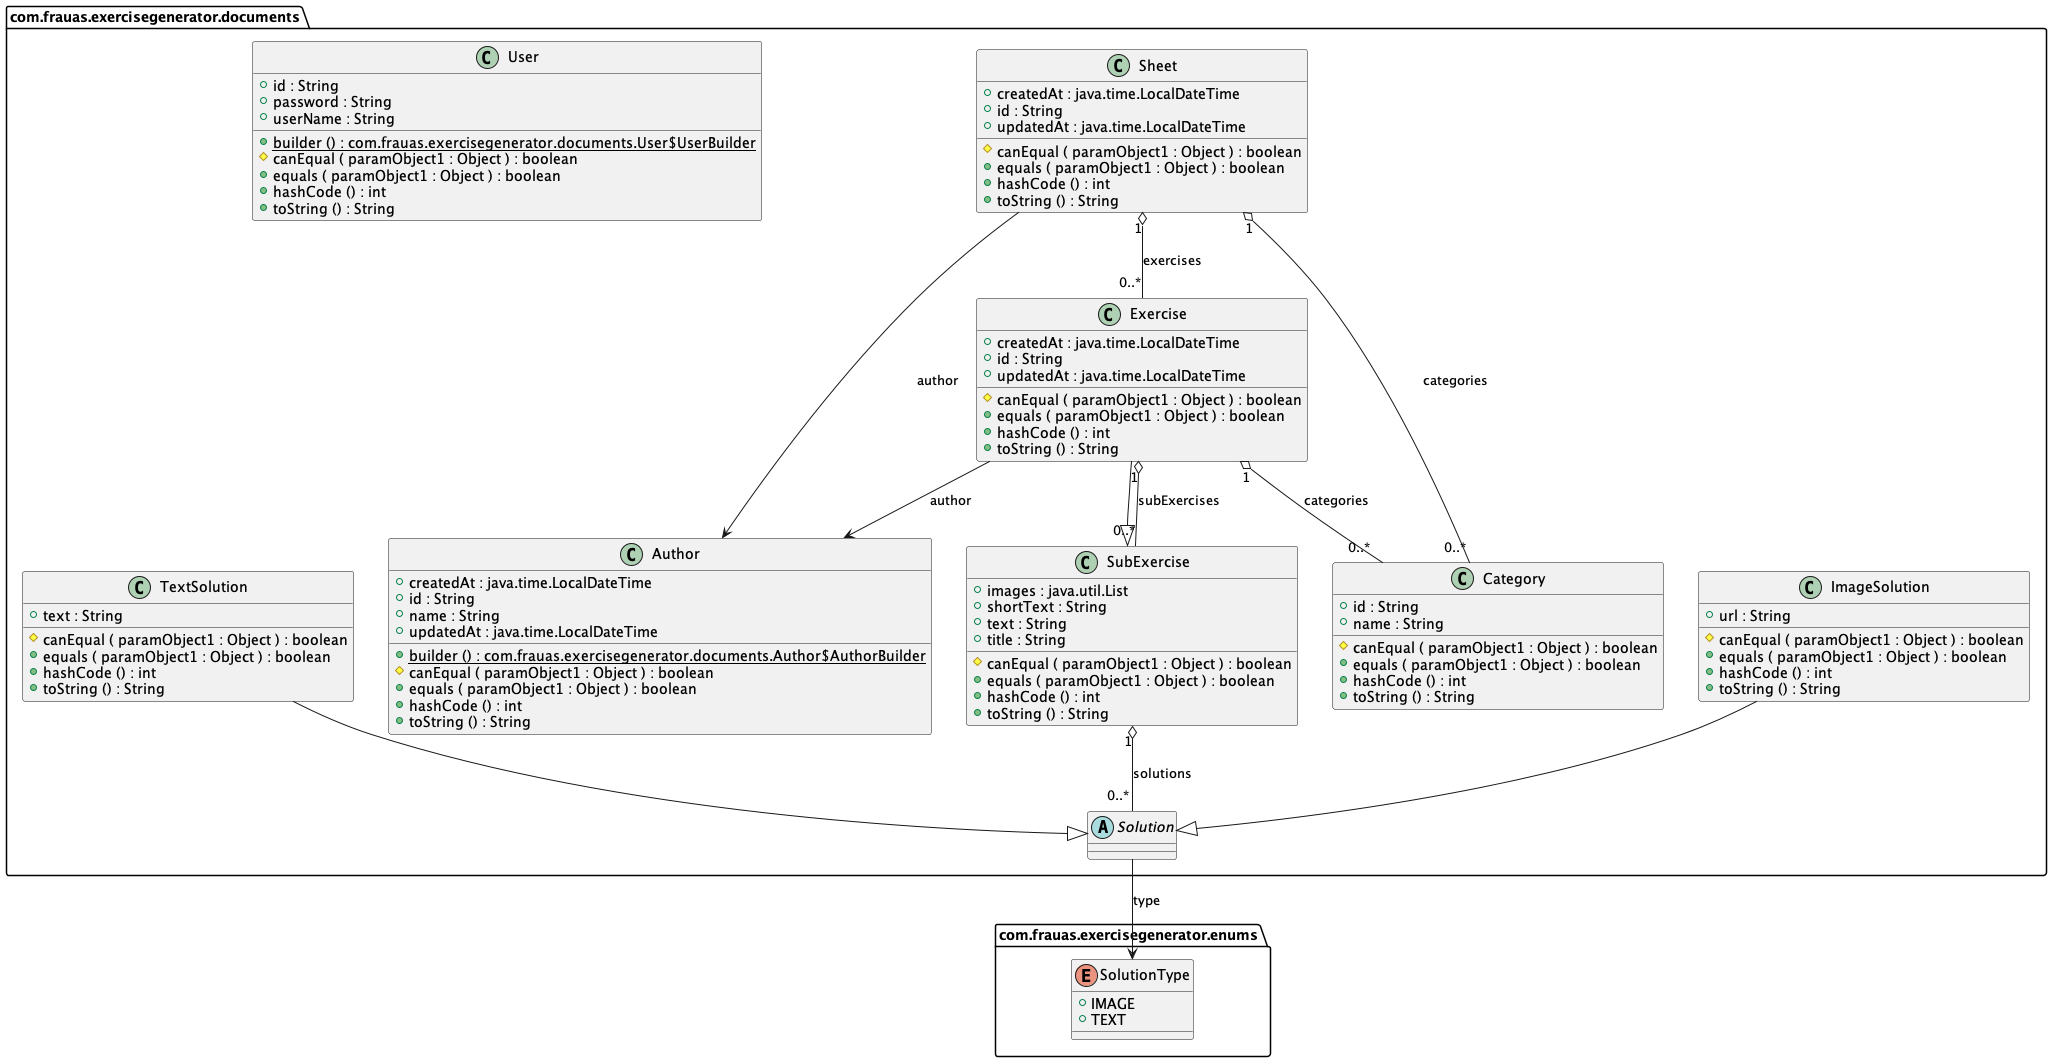 com.frauas.exercisegenerator.documents
C User
id : String
password : String
userName : String
builder () : com.frauas.exercisegenerator.documents.User$UserBuilder
canEqual ( paramObject1 : Object ) : boolean
equals ( paramObject1 : Object ) : boolean
hashCode () : int
toString () : String
C Sheet
createdAt : java.time.LocalDateTime
id : String
updatedAt : java.time.LocalDateTime
canEqual ( paramObject1 : Object ) : boolean
equals ( paramObject1 : Object ) : boolean
hashCode () : int
toString () : String
1
1
exercises
0..*
C Exercise
createdAt : java.time.LocalDateTime
id : String
updatedAt : java.time.LocalDateTime
canEqual ( paramObject1 : Object ) : boolean
equals ( paramObject1 : Object ) : boolean
hashCode () : int
toString () : String
author
categories
1
1
author
subExercises
categories
0..*
0..*
0..*
C TextSolution
text : String
canEqual ( paramObject1 : Object ) : boolean
equals ( paramObject1 : Object ) : boolean
hashCode () : int
toString () : String
C Author
createdAt : java.time.LocalDateTime
id : String
name : String
updatedAt : java.time.LocalDateTime
builder () : com.frauas.exercisegenerator.documents.Author$AuthorBuilder
canEqual ( paramObject1 : Object ) : boolean
equals ( paramObject1 : Object ) : boolean
hashCode () : int
toString () : String
C SubExercise
images : java.util.List
shortText : String
text : String
title : String
canEqual ( paramObject1 : Object ) : boolean
equals ( paramObject1 : Object ) : boolean
hashCode () : int
toString () : String
C Category
id : String
name : String
canEqual ( paramObject1 : Object ) : boolean
equals ( paramObject1 : Object ) : boolean
hashCode () : int
toString () : String
C ImageSolution
url : String
canEqual ( paramObject1 : Object ) : boolean
equals ( paramObject1 : Object ) : boolean
hashCode () : int
toString () : String
1
solutions
0..*
A Solution
type
com.frauas.exercisegenerator.enums
E SolutionType
IMAGE
TEXT